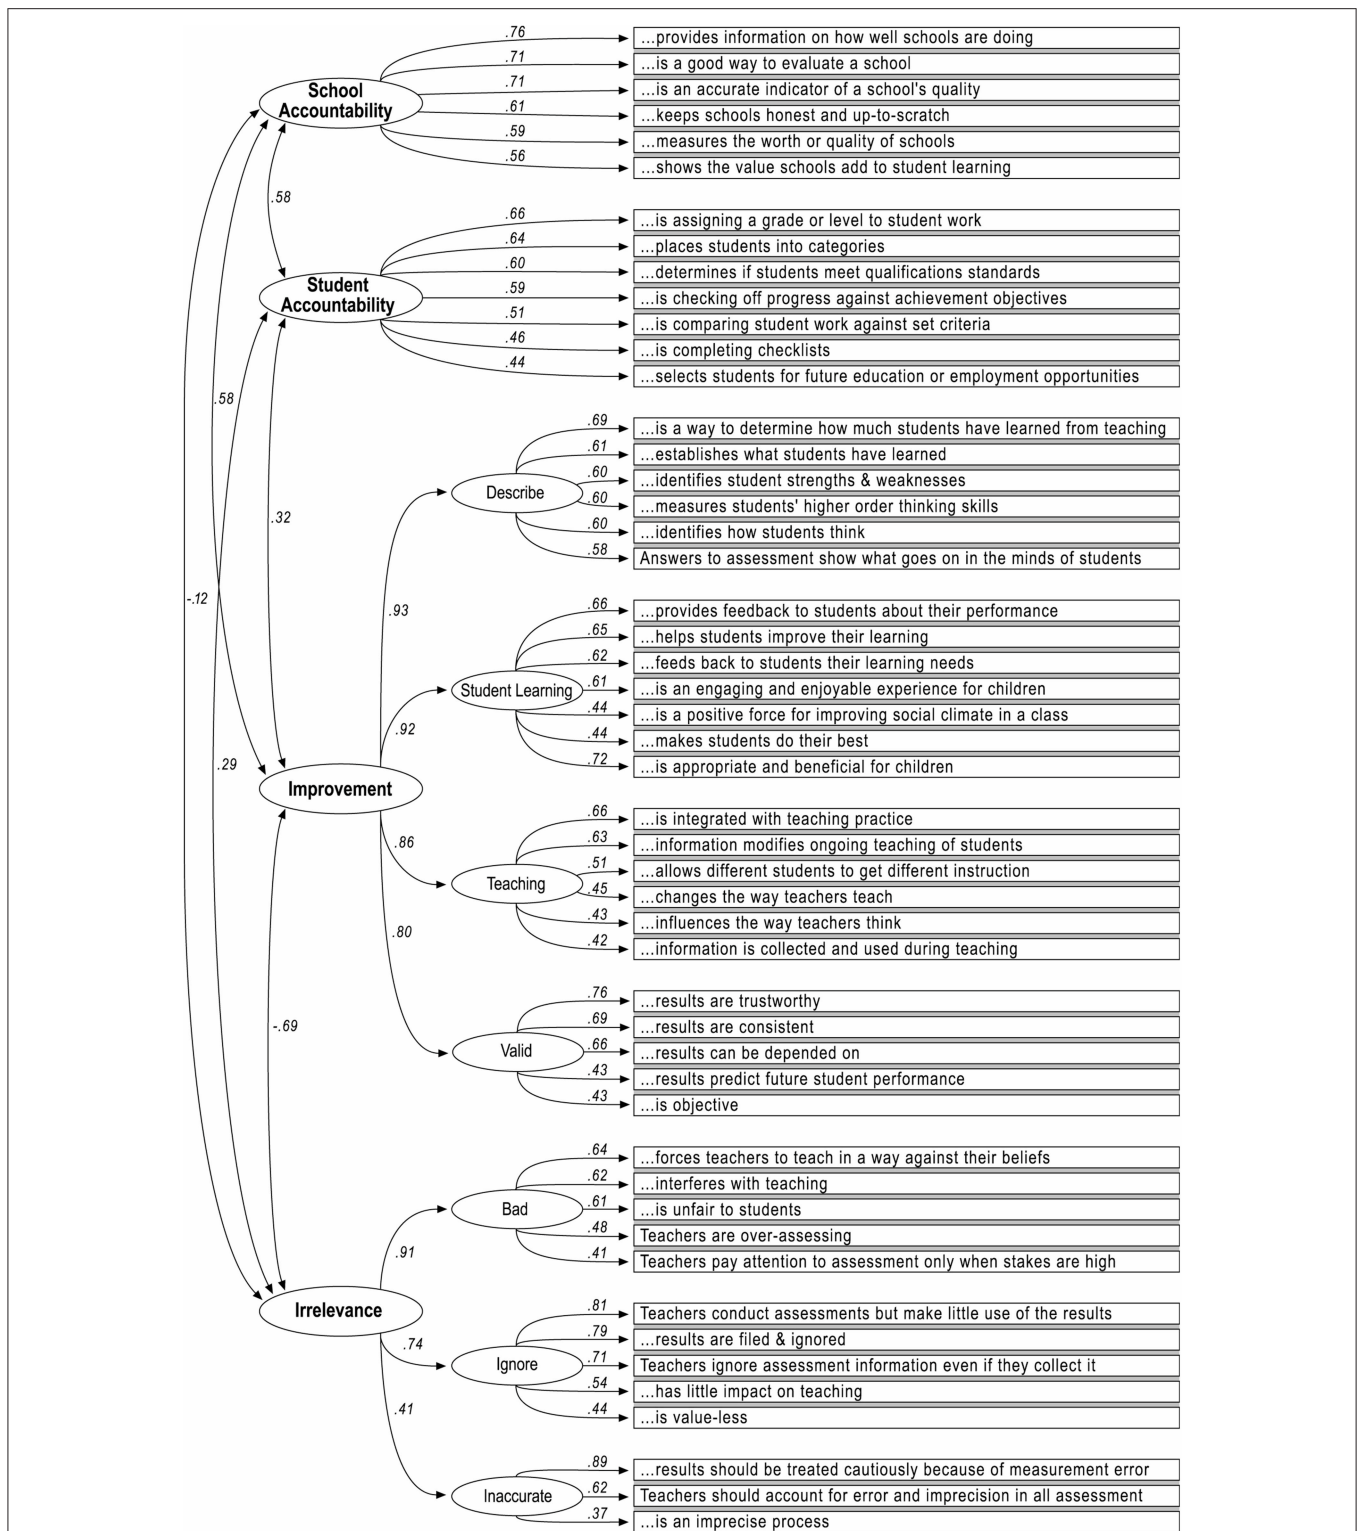 .76
...provides information on how well schools are doing
.71
...is a good way to evaluate a school
School
Accountability
.71
...is an accurate indicator of a school's quality
.61
...keeps schools honest and up-to-scratch
.59
...measures the worth or quality of schools
.56
...shows the value schools add to student learning
.58
.66
...is assigning a grade or level to student work
.64
...places students into categories
.60
...determines if students meet qualifications standards
Student
Accountability
.59
...is checking off progress against achievement objectives
.51
...is comparing student work against set criteria
.46
...is completing checklists
.44
...selects students for future education or employment opportunities
.58
.69
...is a way to determine how much students have learned from teaching
.61
...establishes what students have learned
.60
...identifies student strengths & weaknesses
Describe
.60
...measures students' higher order thinking skills
.32
.60
...identifies how students think
.58
Answers to assessment show what goes on in the minds of students
-.12
.93
.66
...provides feedback to students about their performance
.65
...helps students improve their learning
.62
...feeds back to students their learning needs
Student Learning
.61
...is an engaging and enjoyable experience for children
.44
...is a positive force for improving social climate in a class
.92
.44
...makes students do their best
.72
...is appropriate and beneficial for children
.29
Improvement
.66
...is integrated with teaching practice
.86
.63
...information modifies ongoing teaching of students
.51
...allows different students to get different instruction
Teaching
.45
...changes the way teachers teach
.43
...influences the way teachers think
.80
.42
...information is collected and used during teaching
.76
...results are trustworthy
-.69
.69
...results are consistent
Valid
.66
...results can be depended on
.43
...results predict future student performance
.43
...is objective
.64
...forces teachers to teach in a way against their beliefs
.62
...interferes with teaching
Bad
.61
...is unfair to students
.48
Teachers are over-assessing
.91
.41
Teachers pay attention to assessment only when stakes are high
Irrelevance
.81
Teachers conduct assessments but make little use of the results
.74
.79
...results are filed & ignored
Ignore
.71
Teachers ignore assessment information even if they collect it
.54
...has little impact on teaching
.41
.44
...is value-less
.89
...results should be treated cautiously because of measurement error
Inaccurate
.62
Teachers should account for error and imprecision in all assessment
.37
...is an imprecise process